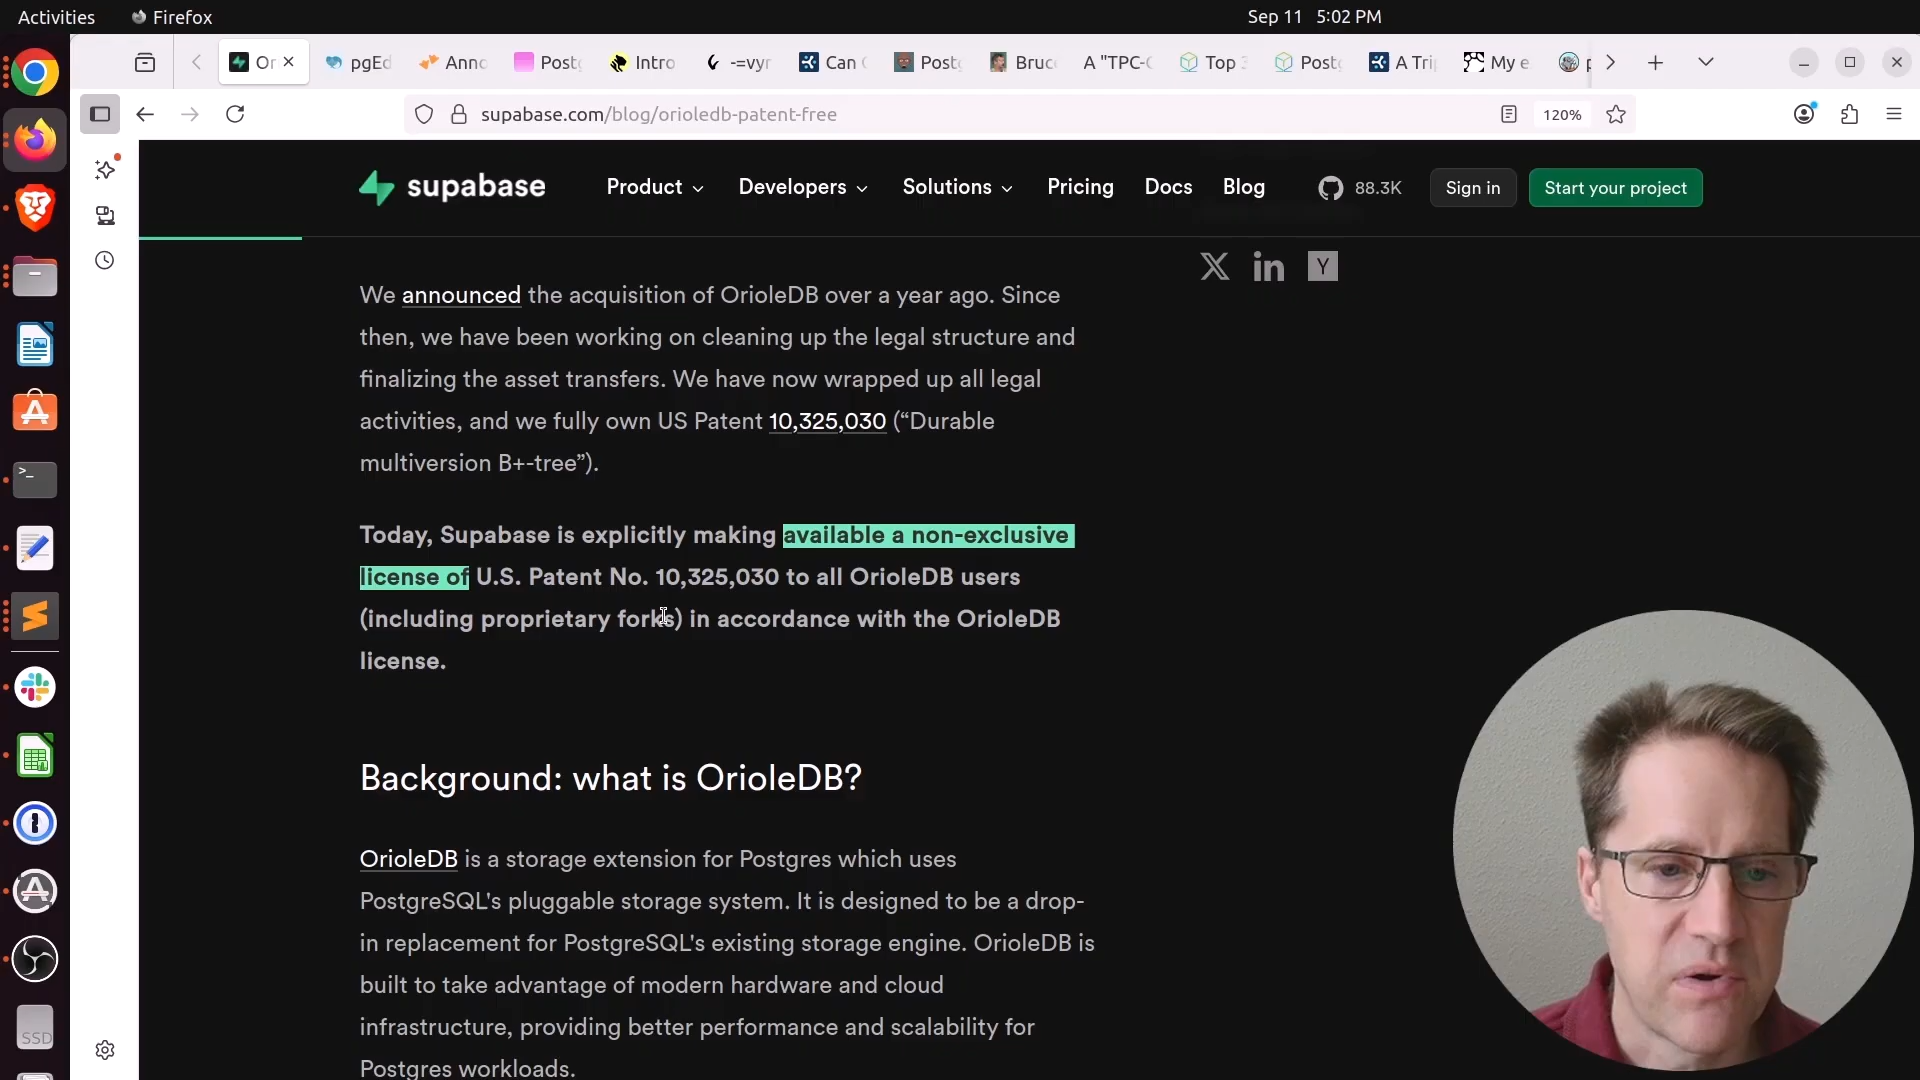 Activities
Firefox
Sep 11 5:02 PM
Or
pgEd
Anno
Postg
Intro
-=vyr
Can
Postg
Bruc
A "TPC-C
Top 3
Postg
A Tri
My e
supabase.com/blog/orioledb-patent-free
120%
supabase
Product
Developers
Solutions
Pricing
Docs
Blog
88.3K
Sign in
Start your project
We announced the acquisition of OrioleDB over a year ago. Since
then, we have been working on cleaning up the legal structure and
finalizing the asset transfers. We have now wrapped up all legal
activities, and we fully own US Patent 10,325,030 (“Durable
multiversion B+-tree”).
Today, Supabase is explicitly making available a non-exclusive
license of U.S. Patent No. 10,325,030 to all OrioleDB users
(including proprietary forks) in accordance with the OrioleDB
license.
Background: what is OrioleDB?
OrioleDB is a storage extension for Postgres which uses
PostgreSQL's pluggable storage system. It is designed to be a drop-
in replacement for PostgreSQL's existing storage engine. OrioleDB is
built to take advantage of modern hardware and cloud
infrastructure, providing better performance and scalability for
Postgres workloads.
SSD